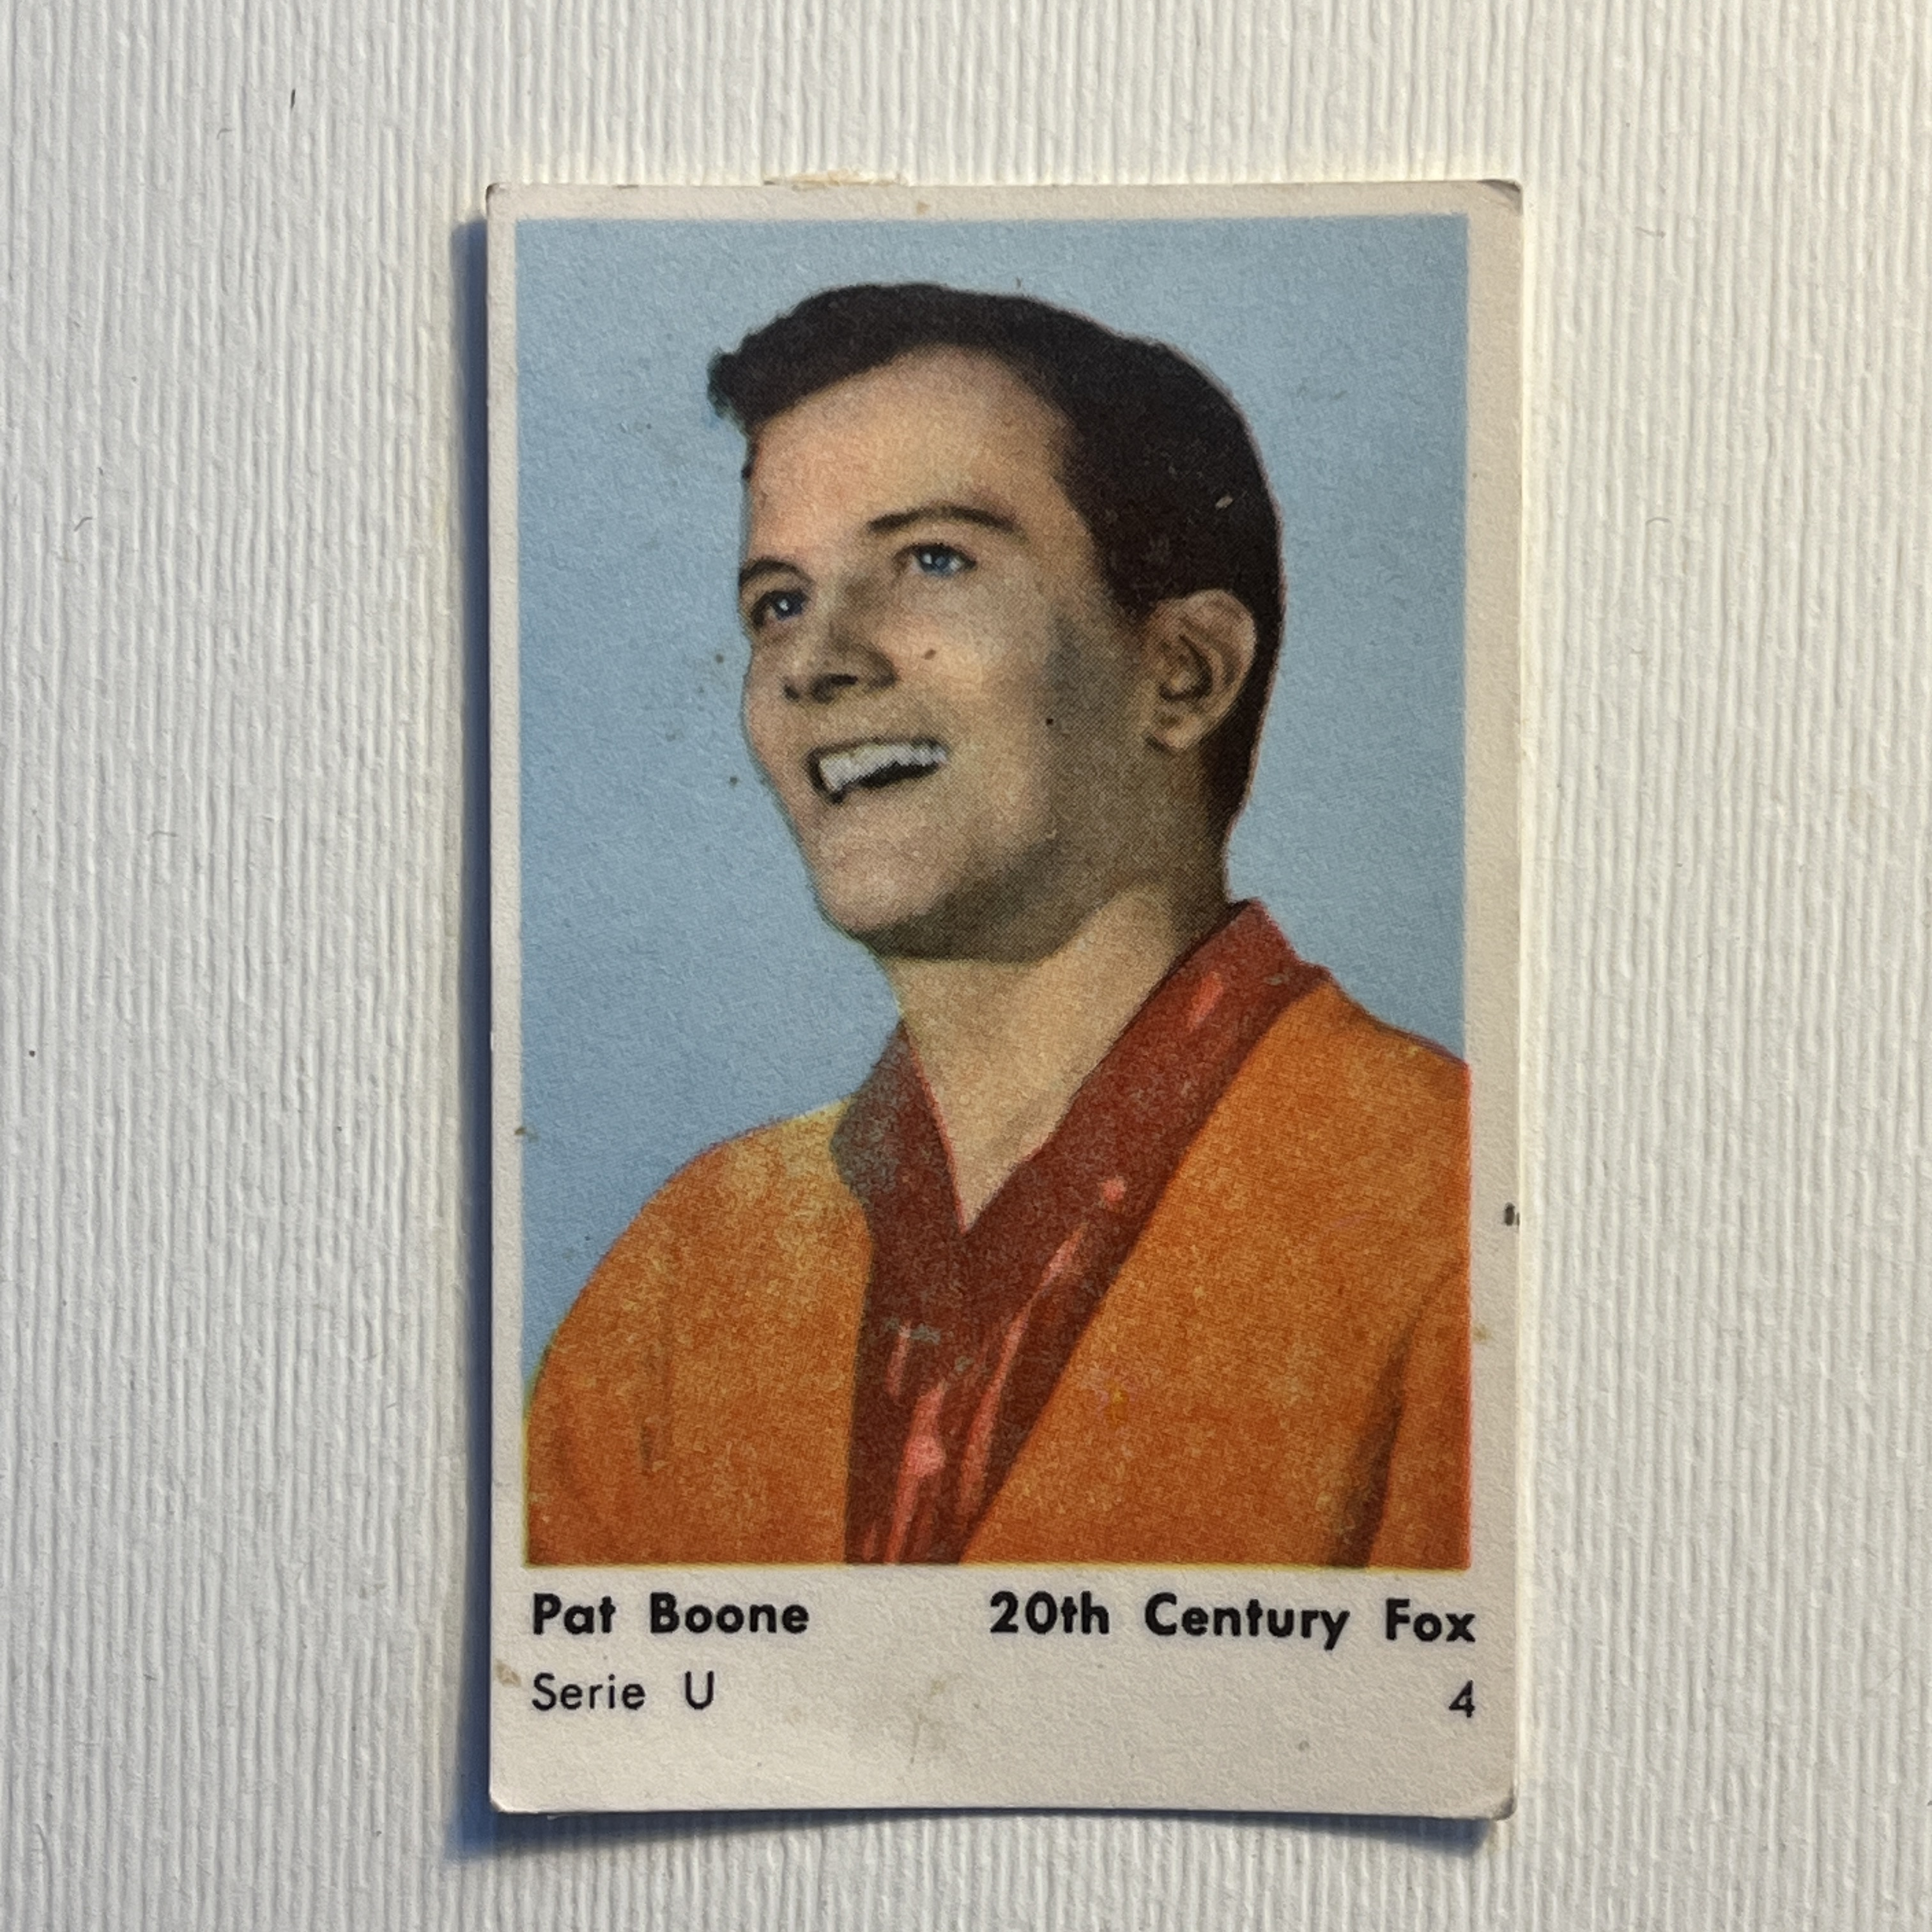 Pat Boone 20th Century Fox
Serie U 4